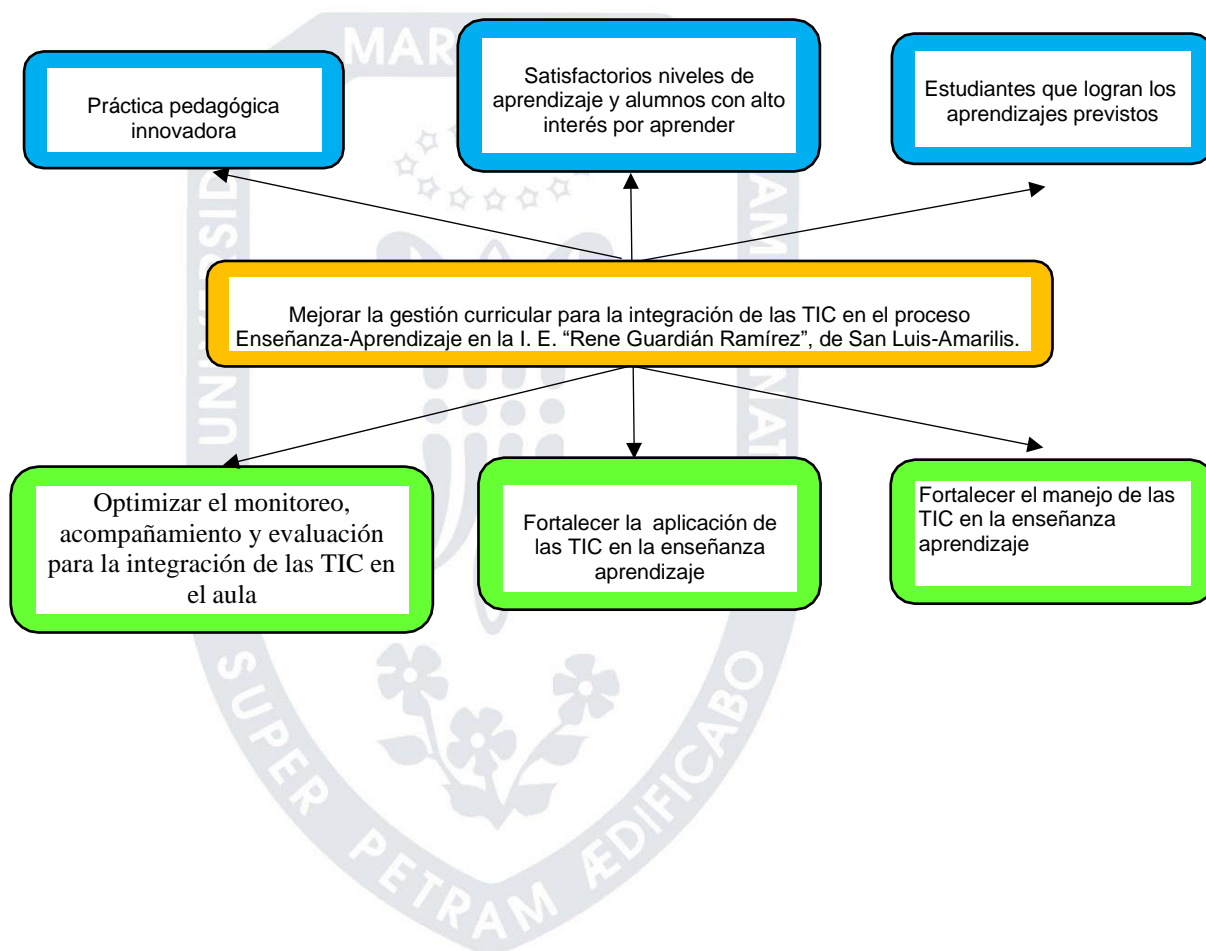 MAR
Práctica pedagógica
innovadora
Satisfactorios niveles de
aprendizaje y alumnos con alto
interés por aprender
Estudiantes que logran los
aprendizajes previstos
Mejorar la gestión curricular para la integración de las TIC en el proceso
Enseñanza-Aprendizaje en la I. E. “Rene Guardián Ramírez”, de San Luis-Amarilis.
Optimizar el monitoreo,
acompañamiento y evaluación
para la integración de las TIC en
el aula
Fortalecer la aplicación de
las TIC en la enseñanza
aprendizaje
Fortalecer el manejo de las
TIC en la enseñanza
aprendizaje
SUPER PETRAM ÆDIFICABO